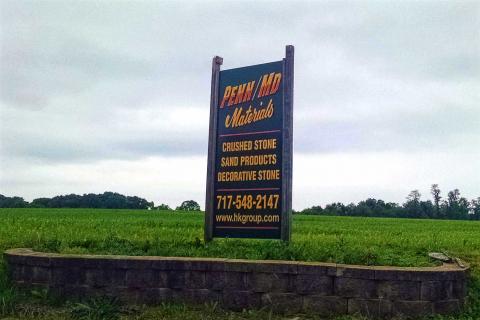 PENN/MD
Materials
CRUSHED STONE
SAND PRODUCTS
DECORATIVE STONE
717-548-2147
www.hkgroup.com